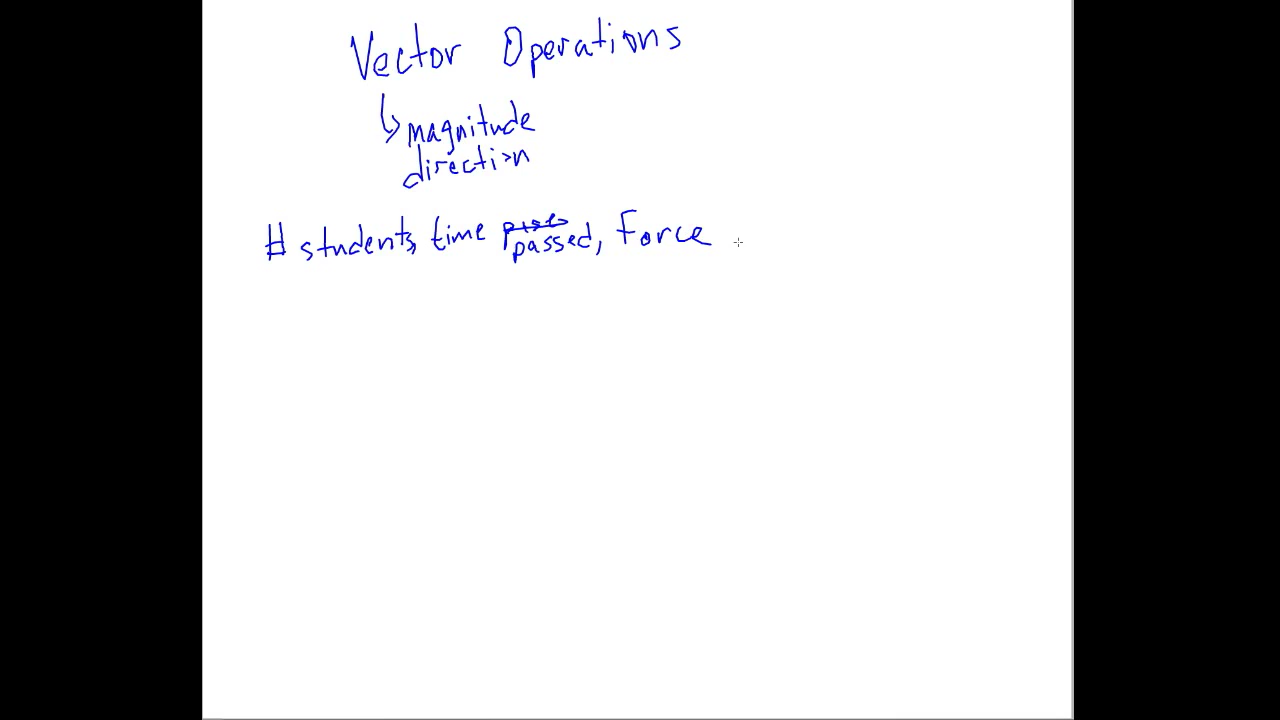 Vector Operations
magnitude
direction
# students, time passed, Force